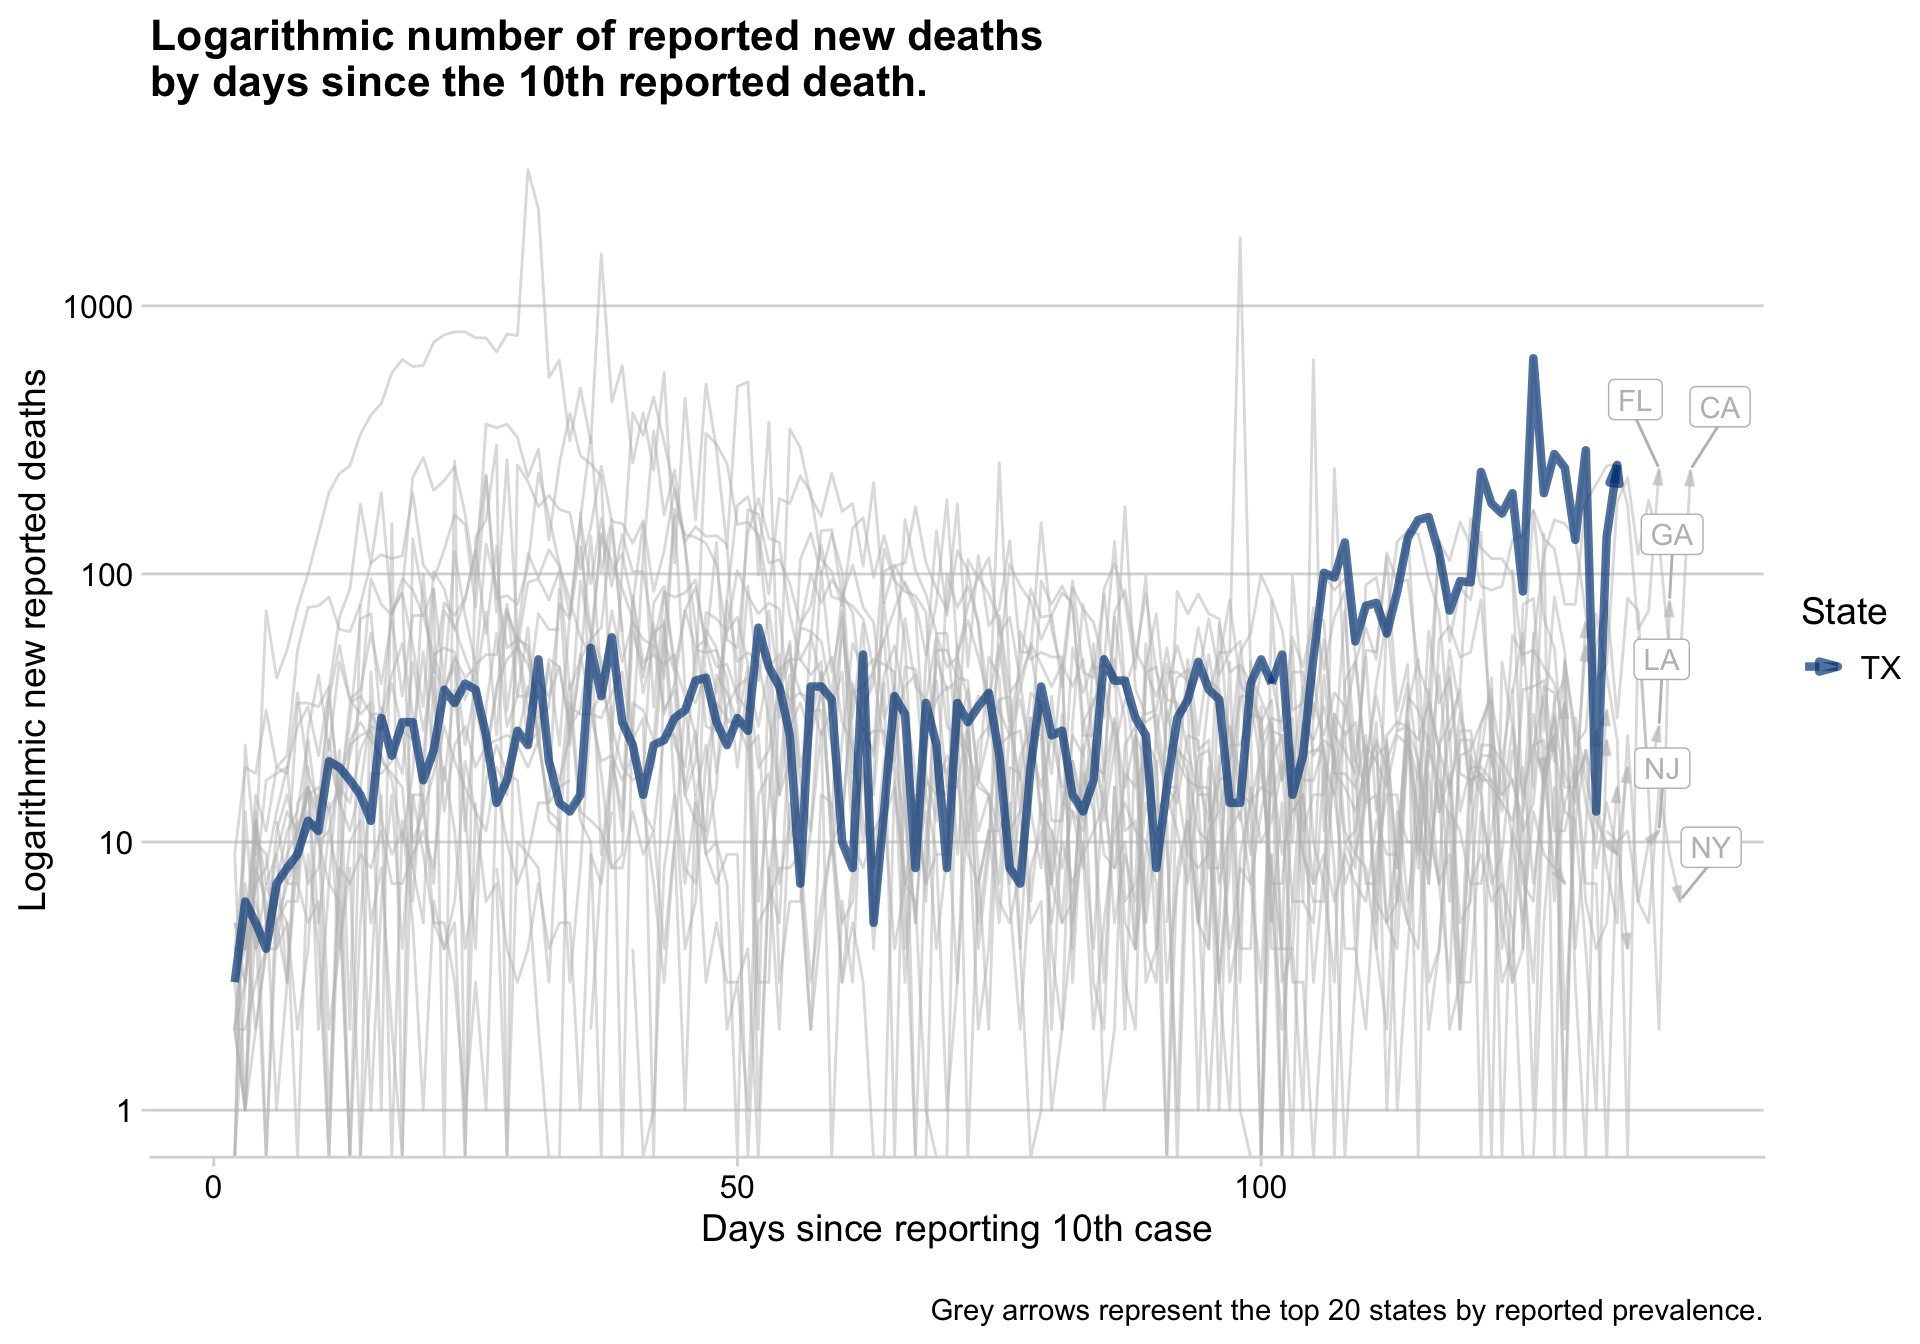 Logarithmic number of reported new deaths
by days since the 10th reported death.
Logarithmic new reported deaths
1000
100
10
1
0
50
100
Days since reporting 10th case
FL
CA
GA
LA
NJ
NY
State
TX
Grey arrows represent the top 20 states by reported prevalence.